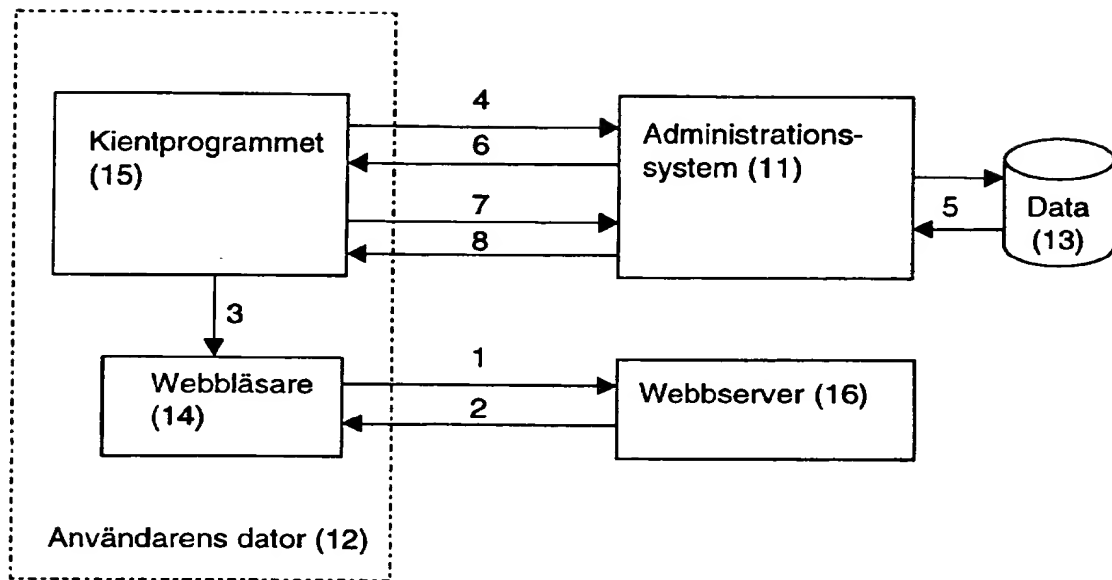 4
Kientprogrammet
(15)
Administrations-
system (11)
6
7
5
Data
(13)
8
3
1
Webbläsare
(14)
Webbserver (16)
2
Användarens dator (12)